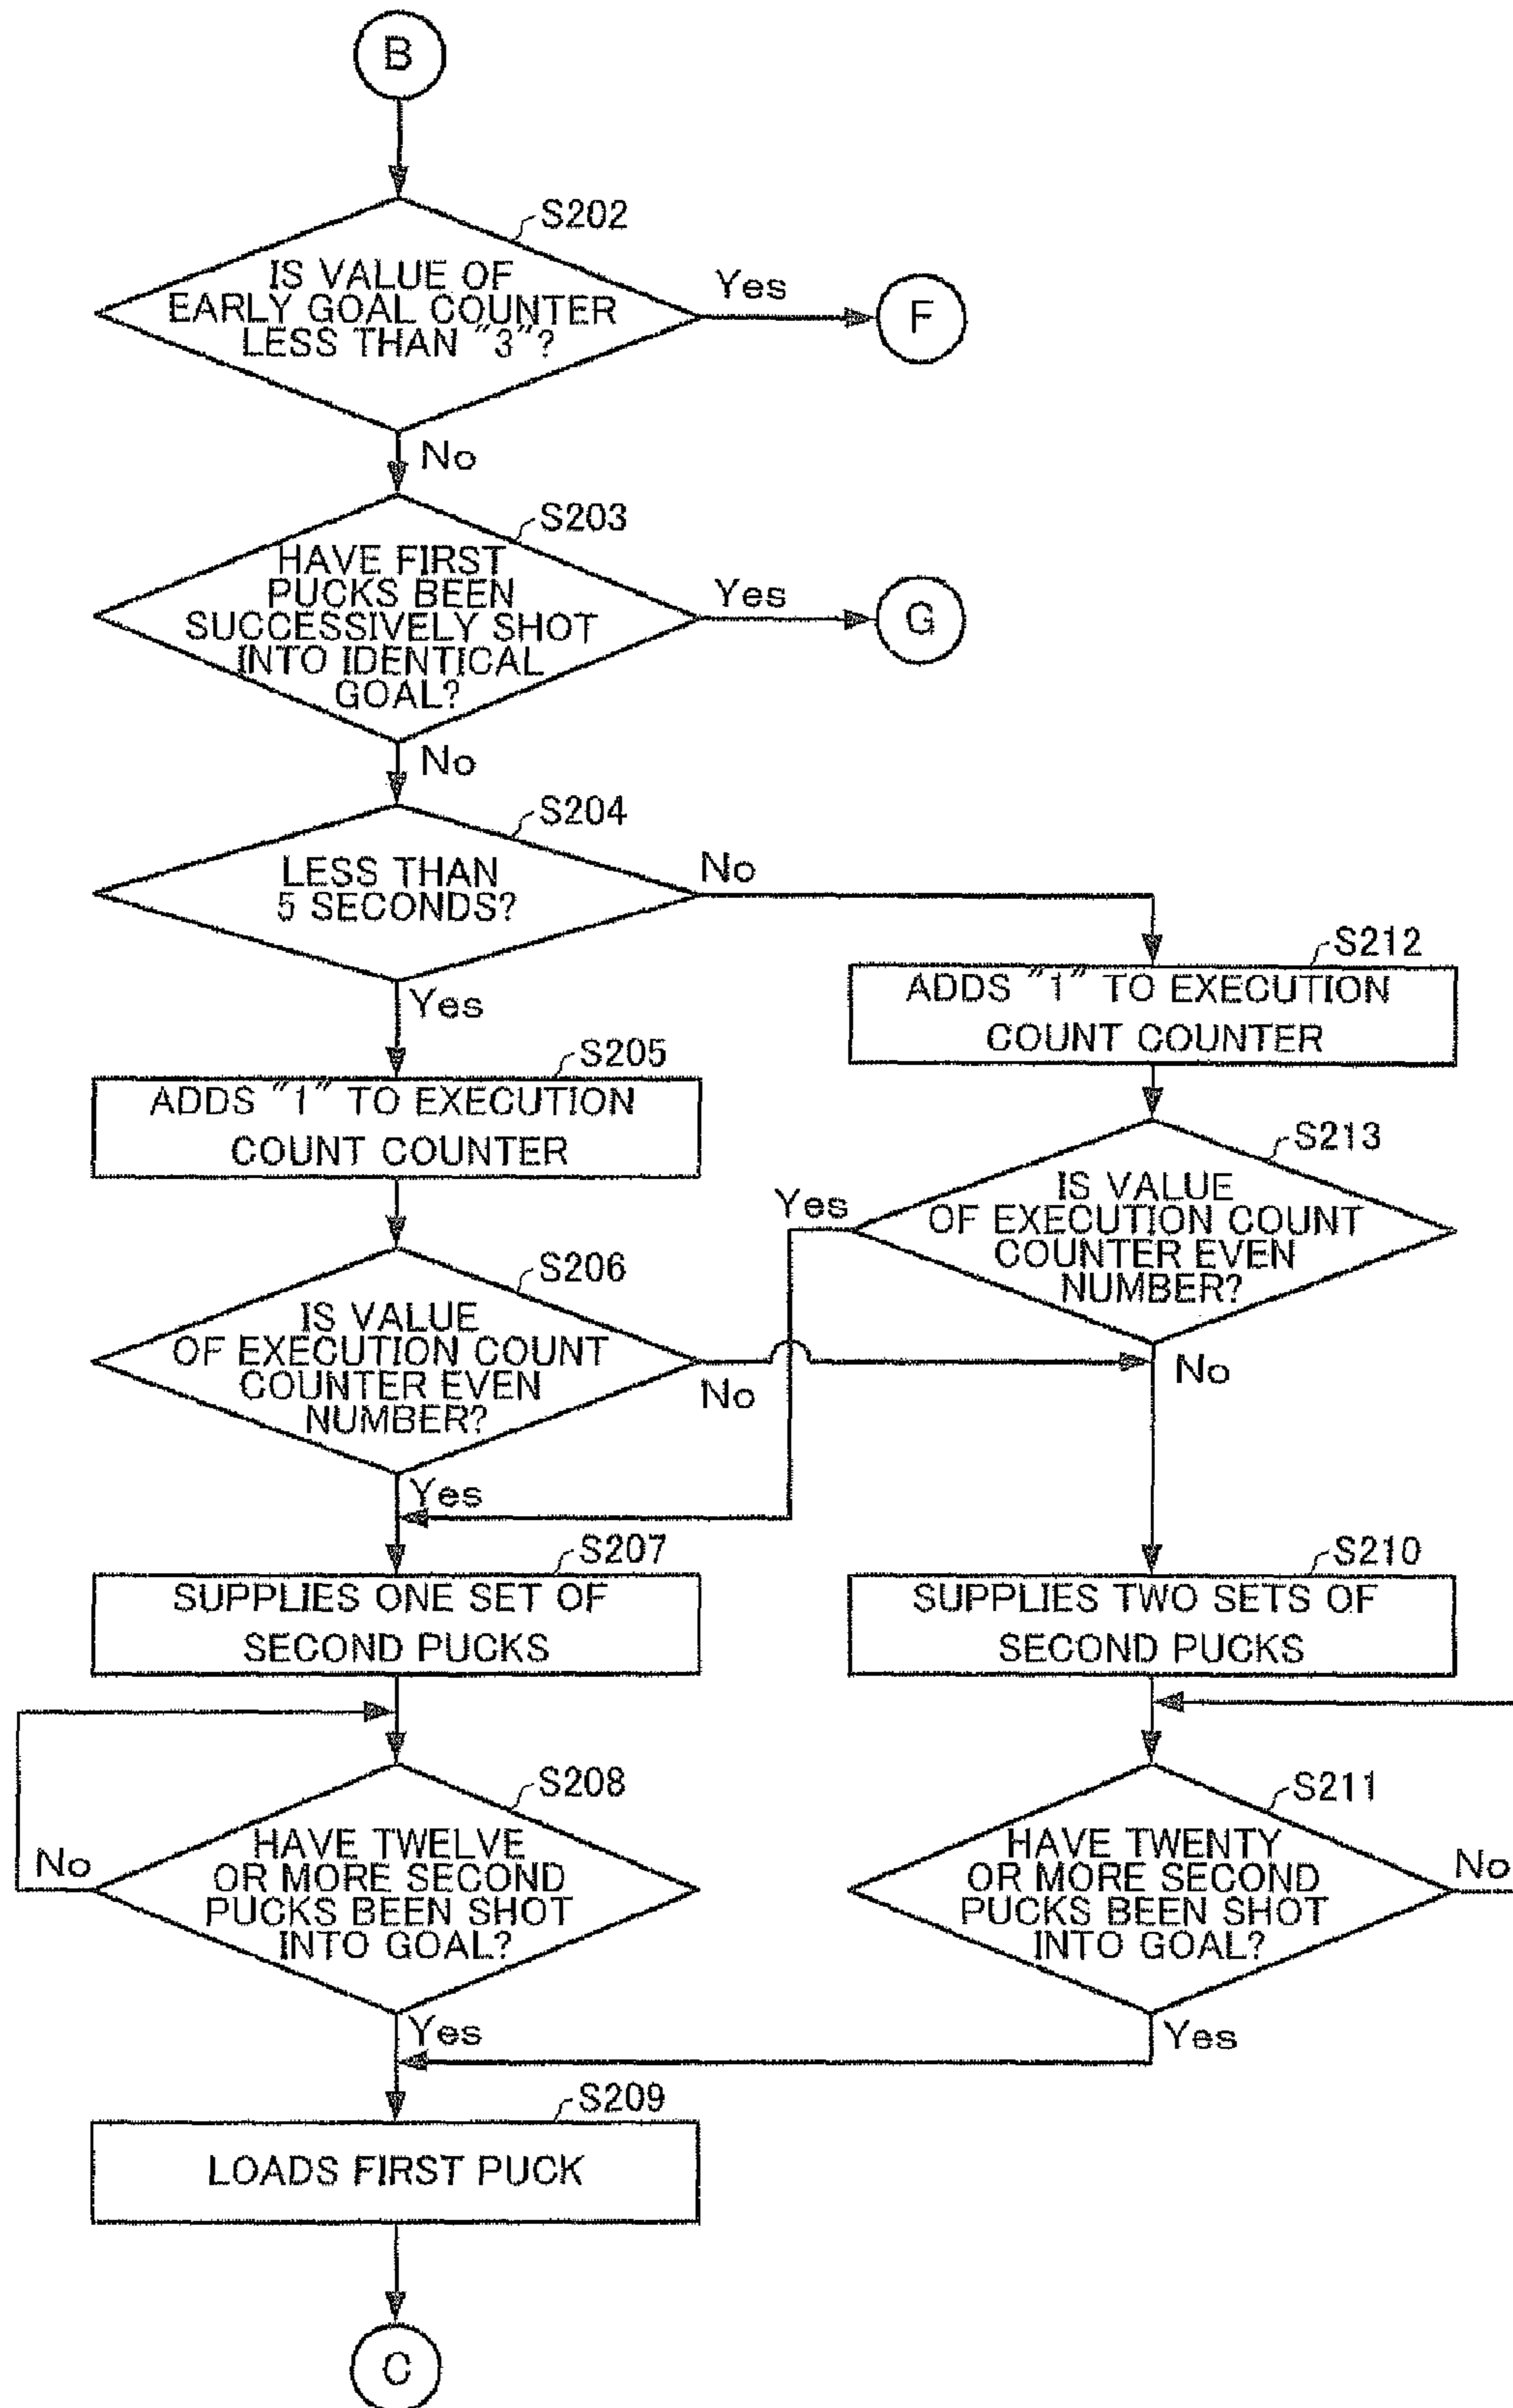 B
S202
IS VALUE OF
EARLY GOAL COUNTER
LESS THAN "3"?
Yes
F
No
S203
HAVE FIRST
PUCKS BEEN
SUCCESSIVELY SHOT
INTO IDENTICAL
GOAL?
Yes
G
No
S204
LESS THAN
5 SECONDS?
No
Yes
S212
ADDS "1" TO EXECUTION
COUNT COUNTER
S205
ADDS "1" TO EXECUTION
COUNT COUNTER
S213
IS VALUE
OF EXECUTION COUNT
COUNTER EVEN
NUMBER?
Yes
No
S206
IS VALUE
OF EXECUTION COUNT
COUNTER EVEN
NUMBER?
No
Yes
S207
SUPPLIES ONE SET OF
SECOND PUCKS
S210
SUPPLIES TWO SETS OF
SECOND PUCKS
S208
HAVE TWELVE
OR MORE SECOND
PUCKS BEEN SHOT
INTO GOAL?
No
Yes
S211
HAVE TWENTY
OR MORE SECOND
PUCKS BEEN SHOT
INTO GOAL?
No
Yes
S209
LOADS FIRST PUCK
C